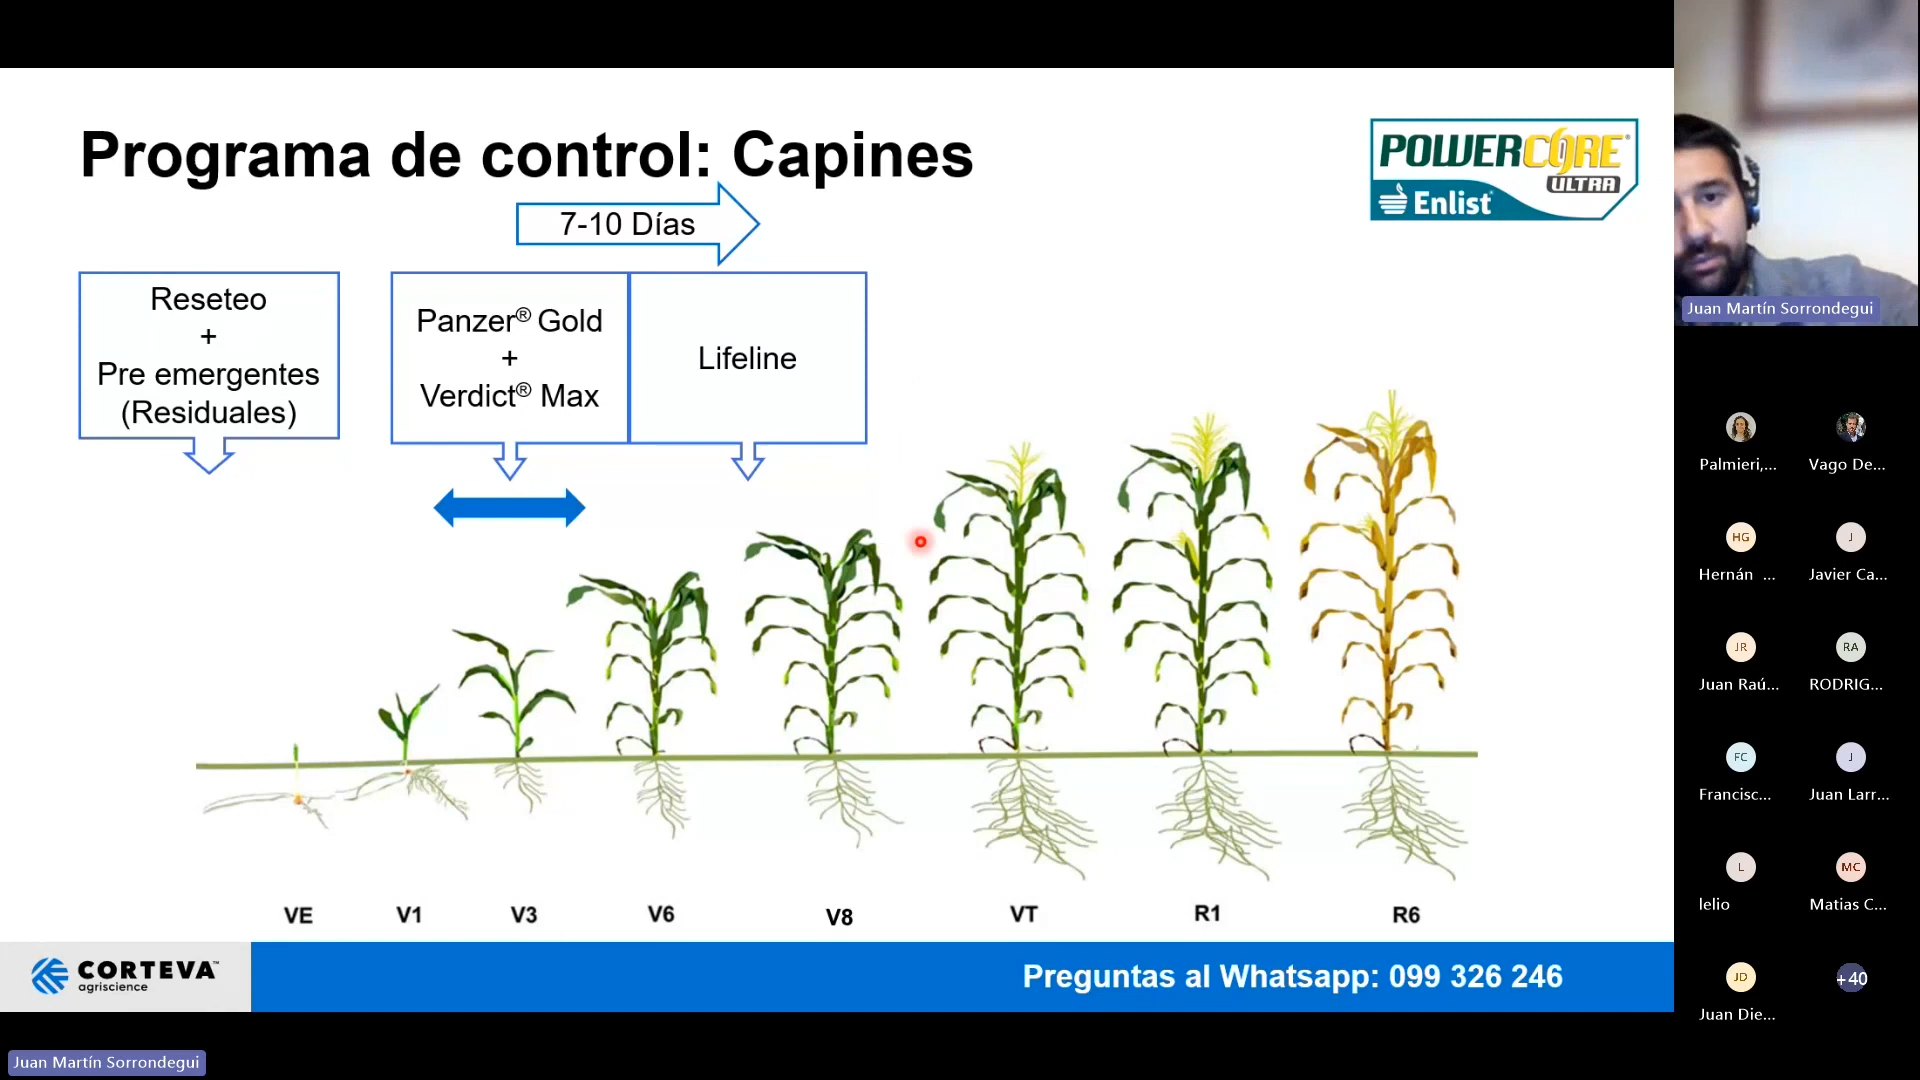 Programa de control: Capines
POWERCORE®
ULTRA
Enlist®
7-10 Días
Reseteo
+
Pre emergentes
(Residuales)
Panzer® Gold
+
Verdict® Max
Lifeline
VE
V1
V3
V6
V8
VT
R1
R6
CORTEVA™
agriscience
Preguntas al Whatsapp: 099 326 246
Juan Martín Sorrondegui
Juan Martín Sorrondegui
Palmieri,...
Vago De...
HG
Hernán ...
J
Javier Ca...
JR
Juan Raú...
RA
RODRIG...
FC
Francisc...
J
Juan Larr...
L
lelio
MC
Matias C...
JD
Juan Die...
+40